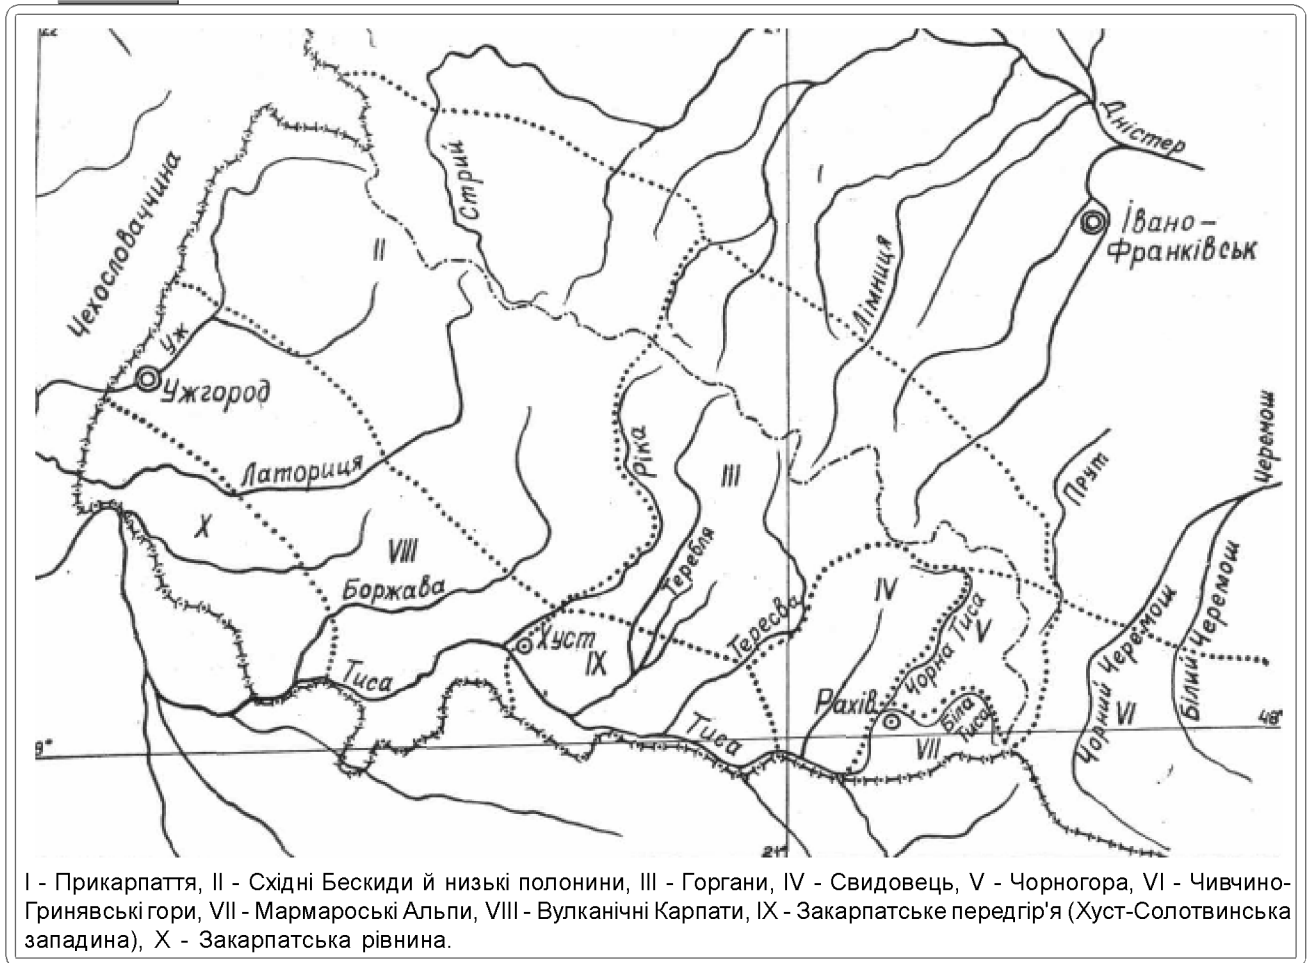 22
Дністер
Стрий
Чехословаччина
I
Івано-
Франківськ
II
Лімниця
Уж
Ужгород
Черемош
Ріка
Латориця
III
Прут
X
VIII
Теребля
Боржава
IV
Тересва
Чорна Тиса
V
Чорний Черемош
Білий Черемош
Хуст
IX
Тиса
Рахів
Біла
Тиса
VI
48°
Тиса
VII
9°
21°
I - Прикарпаття, II - Східні Бескиди й низькі полонини, III - Горгани, IV - Свидовець, V - Чорногора, VI - Чивчино-
Гринявські гори, VII - Мармароські Альпи, VIII - Вулканічні Карпати, IX - Закарпатське передгір'я (Хуст-Солотвинська
западина), X - Закарпатська рівнина.